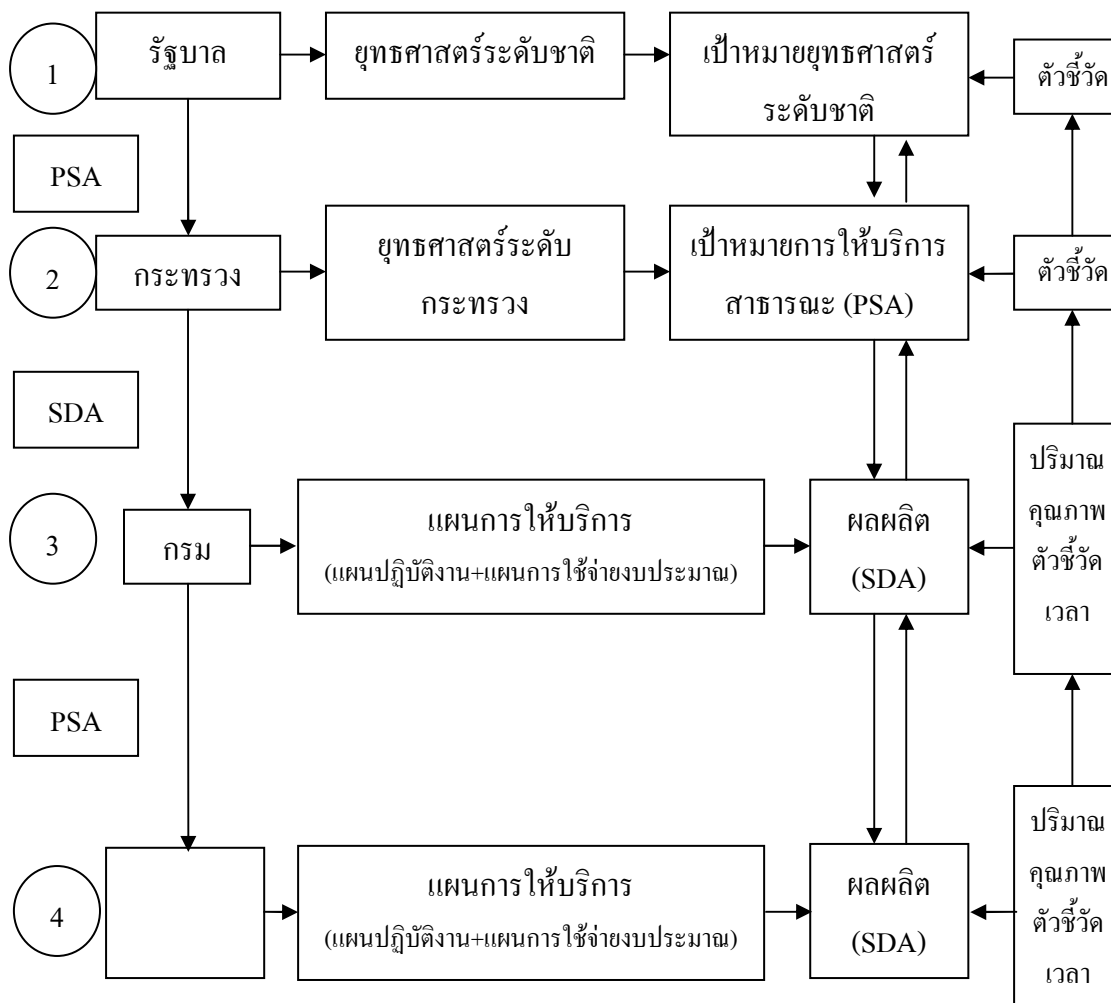 1
รัฐบาล
ยุทธศาสตร์ระดับชาติ
เป้าหมายยุทธศาสตร์
ระดับชาติ
ตัวชี้วัด
PSA
2
กระทรวง
ยุทธศาสตร์ระดับ
กระทรวง
เป้าหมายการให้บริการ
สาธารณะ (PSA)
ตัวชี้วัด
SDA
3
กรม
แผนการให้บริการ
(แผนปฏิบัติงาน+แผนการใช้จ่ายงบประมาณ)
ผลผลิต
(SDA)
ปริมาณ
คุณภาพ
ตัวชี้วัด
เวลา
PSA
4
แผนการให้บริการ
(แผนปฏิบัติงาน+แผนการใช้จ่ายงบประมาณ)
ผลผลิต
(SDA)
ปริมาณ
คุณภาพ
ตัวชี้วัด
เวลา